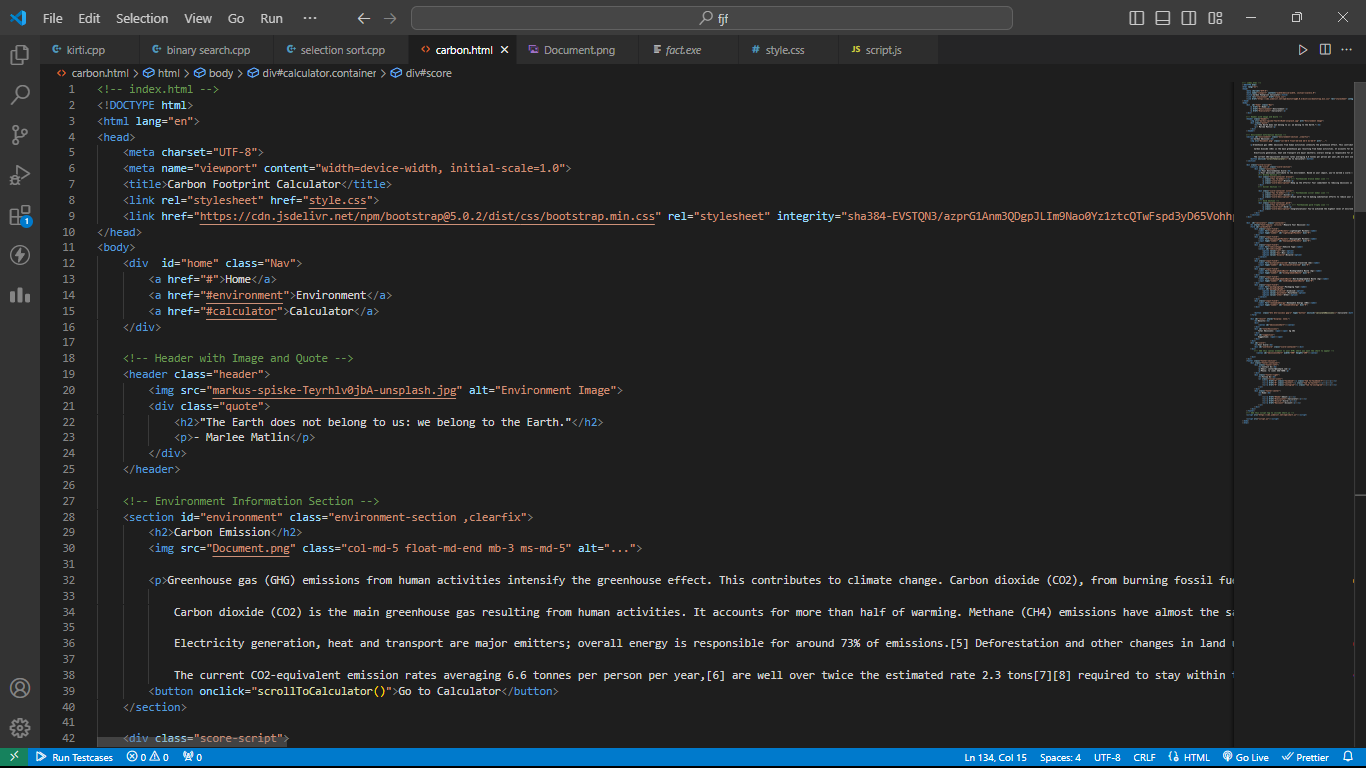 File Edit Selection View Go Run ··· fjf
kirti.cpp binary search.cpp selection sort.cpp carbon.html Document.png fact.exe style.css JS script.js
carbon.html > html > body > div#calculator.container > div#score
1 <!-- index.html -->
2 <!DOCTYPE html>
3 <html lang="en">
4 <head>
5 <meta charset="UTF-8">
6 <meta name="viewport" content="width=device-width, initial-scale=1.0">
7 <title>Carbon Footprint Calculator</title>
8 <link rel="stylesheet" href="style.css">
9 <link href="https://cdn.jsdelivr.net/npm/bootstrap@5.0.2/dist/css/bootstrap.min.css" rel="stylesheet" integrity="sha384-EVSTQN3/azprG1Anm3QDgpJLIm9Nao0Yz1ztcQTwFspd3yD65Vohhp
10 </head>
11 <body>
12 <div  id="home" class="Nav">
13 <a href="#">Home</a>
14 <a href="#environment">Environment</a>
15 <a href="#calculator">Calculator</a>
16 </div>
17
18 <!-- Header with Image and Quote -->
19 <header class="header">
20 <img src="markus-spiske-Teyrhlv0jbA-unsplash.jpg" alt="Environment Image">
21 <div class="quote">
22 <h2>"The Earth does not belong to us: we belong to the Earth."</h2>
23 <p>- Marlee Matlin</p>
24 </div>
25 </header>
26
27 <!-- Environment Information Section -->
28 <section id="environment" class="environment-section ,clearfix">
29 <h2>Carbon Emission</h2>
30 <img src="Document.png" class="col-md-5 float-md-end mb-3 ms-md-5" alt="...">
31
32 <p>Greenhouse gas (GHG) emissions from human activities intensify the greenhouse effect. This contributes to climate change. Carbon dioxide (CO2), from burning fossil fu
33
34 Carbon dioxide (CO2) is the main greenhouse gas resulting from human activities. It accounts for more than half of warming. Methane (CH4) emissions have almost the sa
35
36 Electricity generation, heat and transport are major emitters; overall energy is responsible for around 73% of emissions.[5] Deforestation and other changes in land
37
38 The current CO2-equivalent emission rates averaging 6.6 tonnes per person per year,[6] are well over twice the estimated rate 2.3 tons[7][8] required to stay within
39 <button onclick="scrollToCalculator()">Go to Calculator</button>
40 </section>
41
42 <div class="score-script">
1
Run Testcases 0 0 0 Ln 134, Col 15 Spaces: 4 UTF-8 CRLF HTML Go Live Prettier